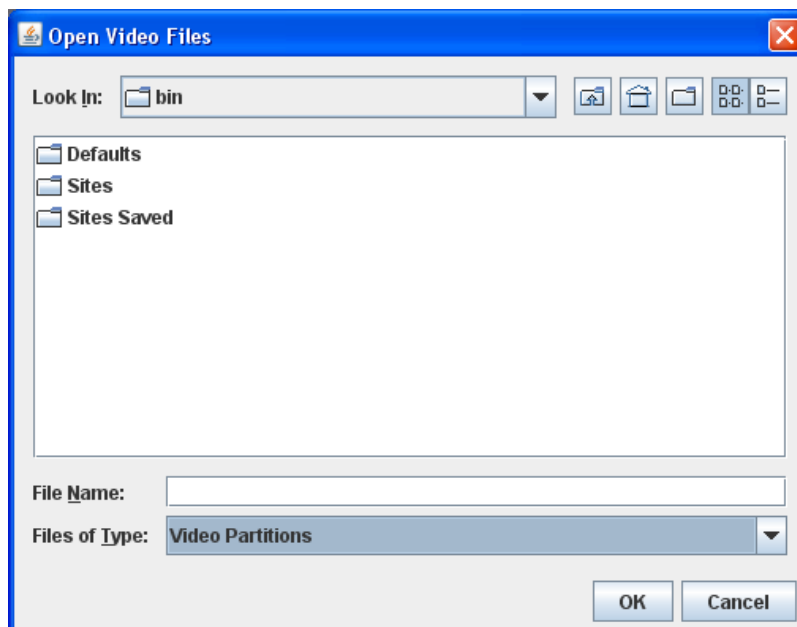 Open Video Files
Look In: bin
Defaults
Sites
Sites Saved
File Name:
Files of Type: Video Partitions
OK Cancel